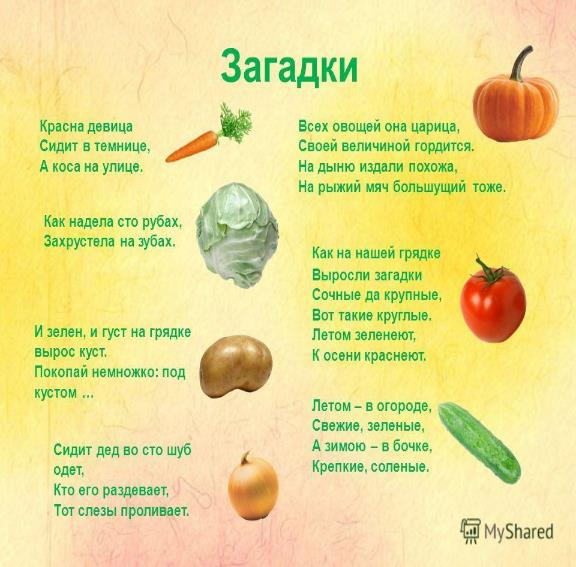 Загадки
Красна девица
Сидит в темнице,
А коса на улице.
Как надела сто рубах,
Захрустела на зубах.
И зелен, и густ на грядке
вырос куст.
Покопай немножко: под
кустом ...
Сидит дед во сто шуб
одет,
Кто его раздевает,
Тот слезы проливает.
Всех овощей она царица,
Своей величиной гордится.
На дыню издали похожа,
На рыжий мяч большущий тоже.
Как на нашей грядке
Выросли загадки
Сочные да крупные,
Вот такие круглые.
Летом зеленеют,
К осени краснеют.
Летом – в огороде,
Свежие, зеленые,
А зимою – в бочке,
Крепкие, соленые.
MyShared